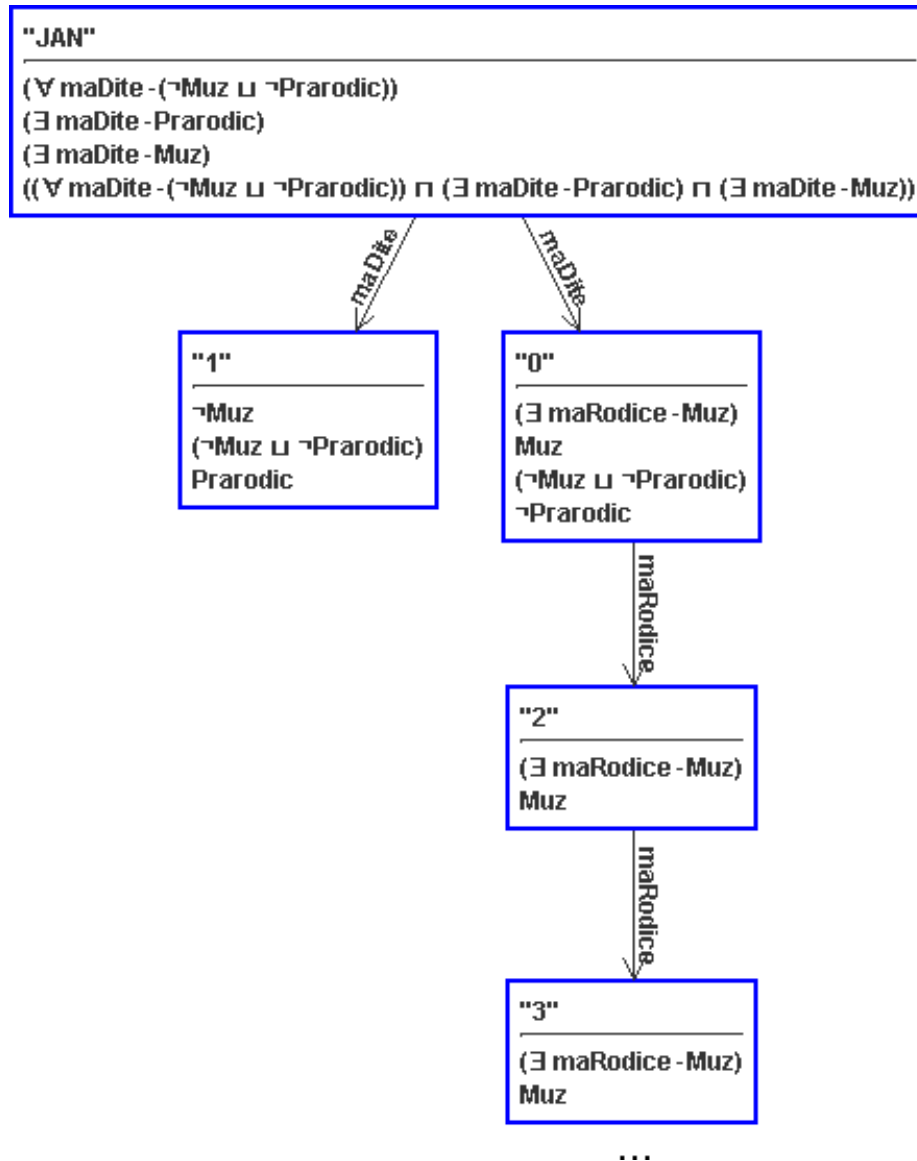 "JAN"
(∀ maDite -(¬Muz ⊔ ¬Prarodic))
(∃ maDite -Prarodic)
(∃ maDite -Muz)
((∀ maDite -(¬Muz ⊔ ¬Prarodic)) ⊓ (∃ maDite -Prarodic) ⊓ (∃ maDite -Muz))
maDite
maDite
"1"
¬Muz
(¬Muz ⊔ ¬Prarodic)
Prarodic
"0"
(∃ maRodice -Muz)
Muz
(¬Muz ⊔ ¬Prarodic)
¬Prarodic
maRodice
"2"
(∃ maRodice -Muz)
Muz
maRodice
"3"
(∃ maRodice -Muz)
Muz
...